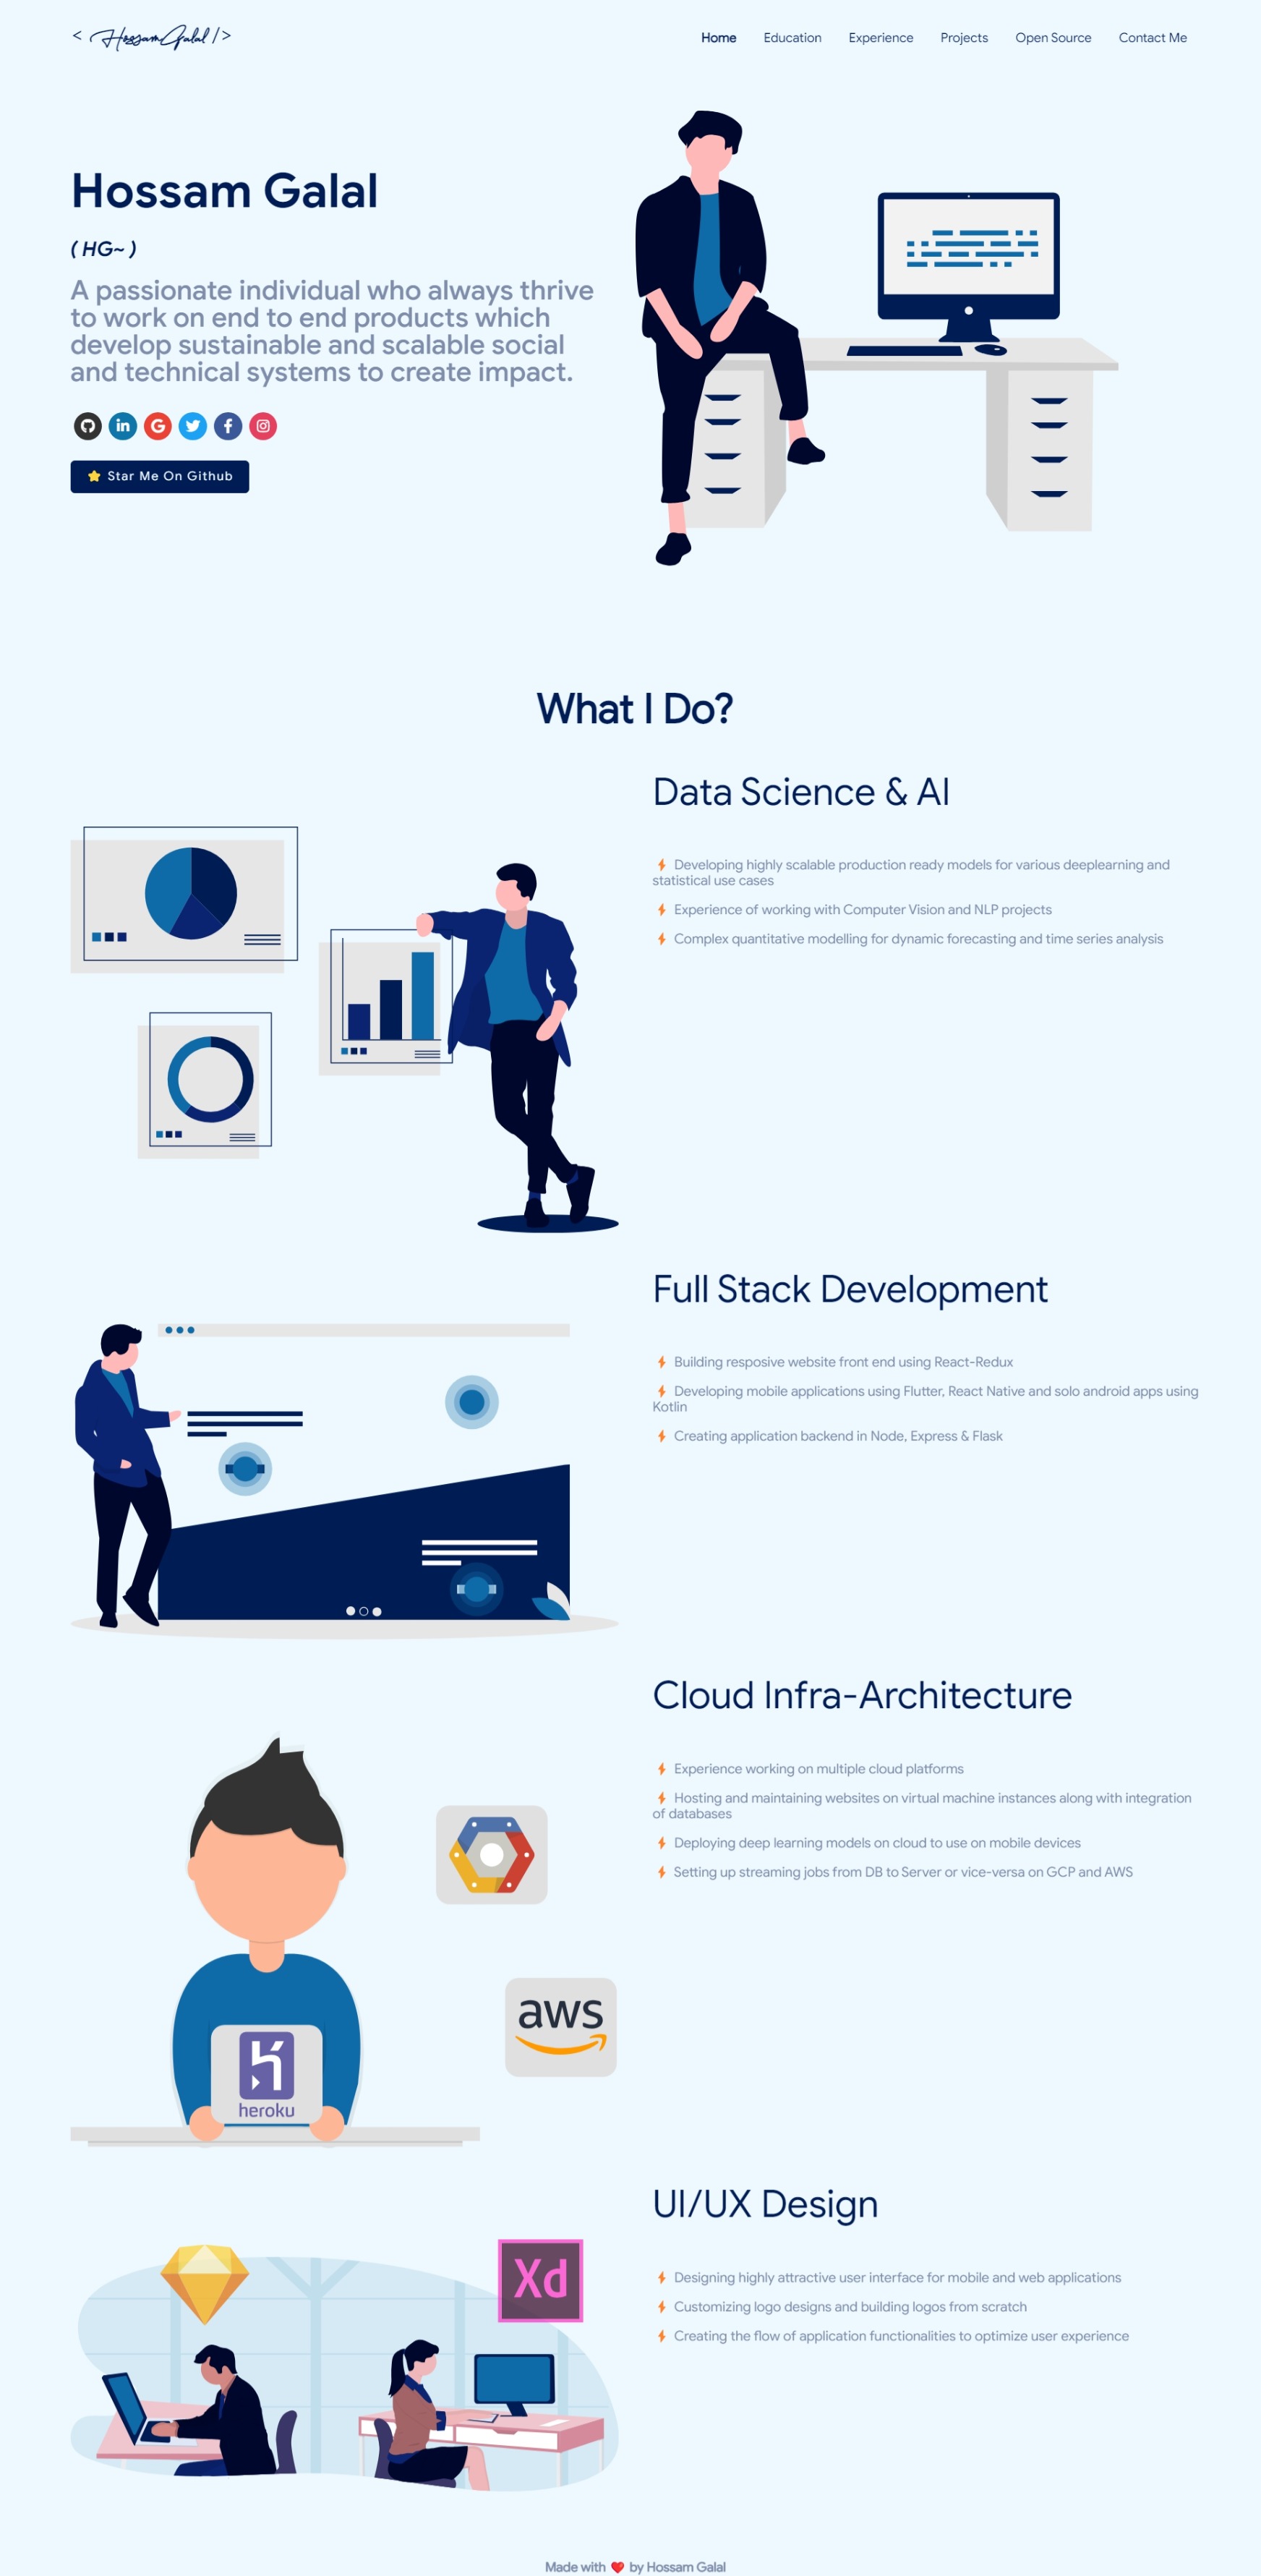 < HossamGalal />
Home Education Experience Projects Open Source Contact Me
Hossam Galal
( HG~ )
A passionate individual who always thrive
to work on end to end products which
develop sustainable and scalable social
and technical systems to create impact.
⭐ Star Me On Github
What I Do?
Data Science & AI
⚡ Developing highly scalable production ready models for various deeplearning and
statistical use cases
⚡ Experience of working with Computer Vision and NLP projects
⚡ Complex quantitative modelling for dynamic forecasting and time series analysis
Full Stack Development
⚡ Building resposive website front end using React-Redux
⚡ Developing mobile applications using Flutter, React Native and solo android apps using
Kotlin
⚡ Creating application backend in Node, Express & Flask
Cloud Infra-Architecture
⚡ Experience working on multiple cloud platforms
⚡ Hosting and maintaining websites on virtual machine instances along with integration
of databases
⚡ Deploying deep learning models on cloud to use on mobile devices
⚡ Setting up streaming jobs from DB to Server or vice-versa on GCP and AWS
aws
heroku
UI/UX Design
Xd
⚡ Designing highly attractive user interface for mobile and web applications
⚡ Customizing logo designs and building logos from scratch
⚡ Creating the flow of application functionalities to optimize user experience
Made with ❤️ by Hossam Galal